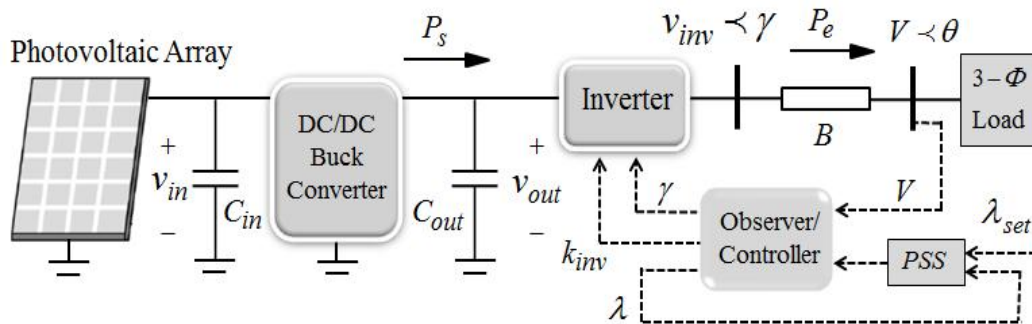 Photovoltaic Array
+
v_in
−
C_in
DC/DC
Buck
Converter
P_s
C_out
+
v_out
−
Inverter
v_inv ≺ γ
P_e
V ≺ θ
B
3 − Φ
Load
γ
k_inv
λ
Observer/
Controller
V
PSS
λ_set